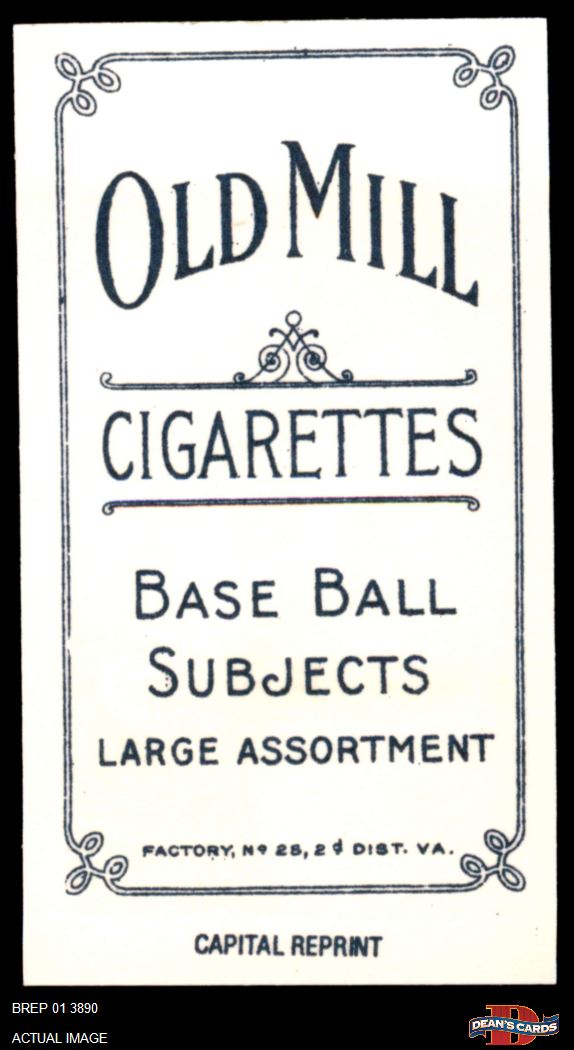 OLD MILL
CIGARETTES
BASE BALL
SUBJECTS
LARGE ASSORTMENT
FACTORY, Nº 25, 2d DIST. VA.
CAPITAL REPRINT
BREP 01 3890
ACTUAL IMAGE
D
DEAN'S CARDS